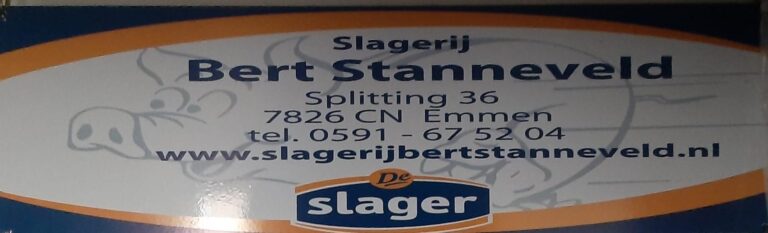 Slagerij
Bert Stanneveld
Splitting 36
7826 CN Emmen
tel. 0591 - 67 52 04
www.slagerijbertstanneveld.nl
De
slager